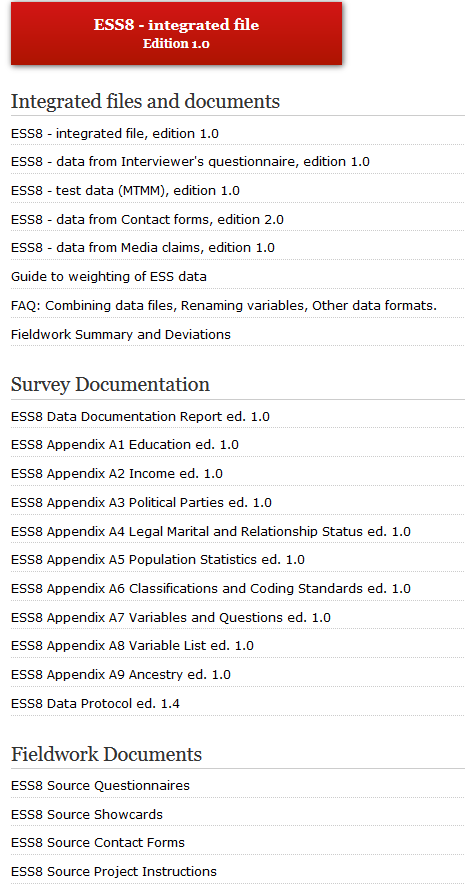 ESS8 - integrated file
Edition 1.0
Integrated files and documents
ESS8 - integrated file, edition 1.0
ESS8 - data from Interviewer's questionnaire, edition 1.0
ESS8 - test data (MTMM), edition 1.0
ESS8 - data from Contact forms, edition 2.0
ESS8 - data from Media claims, edition 1.0
Guide to weighting of ESS data
FAQ: Combining data files, Renaming variables, Other data formats.
Fieldwork Summary and Deviations
Survey Documentation
ESS8 Data Documentation Report ed. 1.0
ESS8 Appendix A1 Education ed. 1.0
ESS8 Appendix A2 Income ed. 1.0
ESS8 Appendix A3 Political Parties ed. 1.0
ESS8 Appendix A4 Legal Marital and Relationship Status ed. 1.0
ESS8 Appendix A5 Population Statistics ed. 1.0
ESS8 Appendix A6 Classifications and Coding Standards ed. 1.0
ESS8 Appendix A7 Variables and Questions ed. 1.0
ESS8 Appendix A8 Variable List ed. 1.0
ESS8 Appendix A9 Ancestry ed. 1.0
ESS8 Data Protocol ed. 1.4
Fieldwork Documents
ESS8 Source Questionnaires
ESS8 Source Showcards
ESS8 Source Contact Forms
ESS8 Source Project Instructions